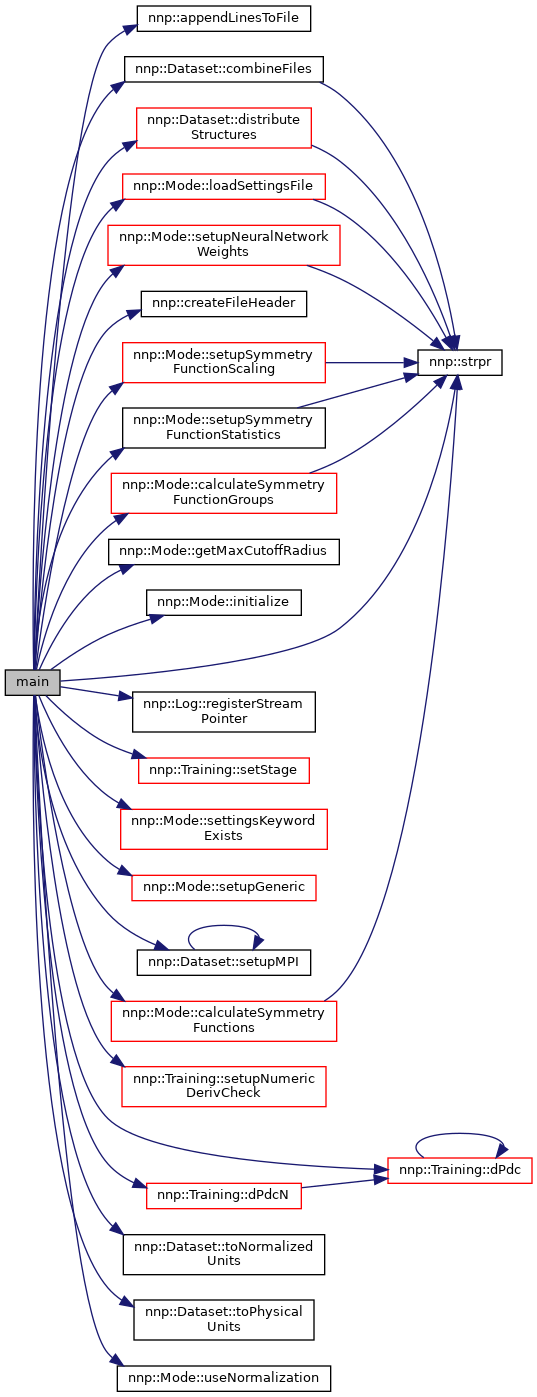 nnp::appendLinesToFile
nnp::Dataset::combineFiles
nnp::Dataset::distribute
Structures
nnp::Mode::loadSettingsFile
nnp::Mode::setupNeuralNetwork
Weights
nnp::createFileHeader
nnp::Mode::setupSymmetry
FunctionScaling
nnp::strpr
nnp::Mode::setupSymmetry
FunctionStatistics
nnp::Mode::calculateSymmetry
FunctionGroups
nnp::Mode::getMaxCutoffRadius
nnp::Mode::initialize
main
nnp::Log::registerStream
Pointer
nnp::Training::setStage
nnp::Mode::settingsKeyword
Exists
nnp::Mode::setupGeneric
nnp::Dataset::setupMPI
nnp::Mode::calculateSymmetry
Functions
nnp::Training::setupNumeric
DerivCheck
nnp::Training::dPdc
nnp::Training::dPdcN
nnp::Dataset::toNormalized
Units
nnp::Dataset::toPhysical
Units
nnp::Mode::useNormalization